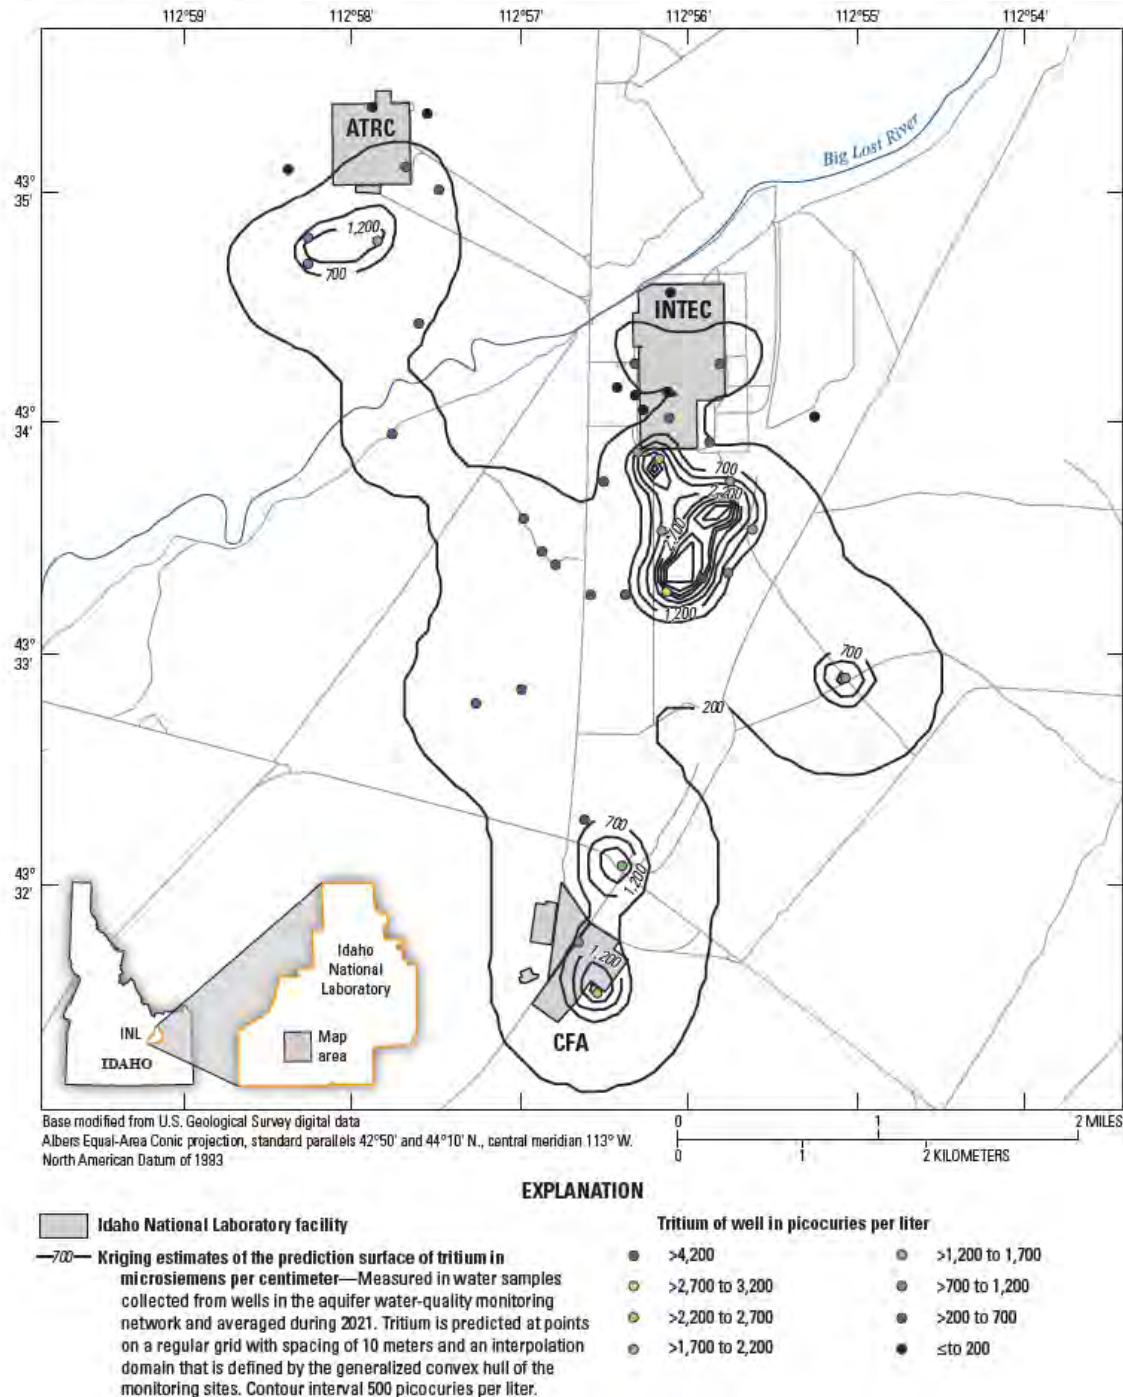 112°59' 112°58' 112°57' 112°56' 112°55' 112°54'
Big Lost River
ATRC
43°
35'
1,200
700
INTEC
43°
34'
700
2,200
2,700
1,200
43°
33'
700
200
700
43°
32'
1,200
1,200
Idaho
National
Laboratory
INL
Map
area
IDAHO
CFA
Base modified from U.S. Geological Survey digital data
Albers Equal-Area Conic projection, standard parallels 42°50' and 44°10' N., central meridian 113° W.
North American Datum of 1983
0 1 2 MILES
0 1 2 KILOMETERS
EXPLANATION
Idaho National Laboratory facility
700 Kriging estimates of the prediction surface of tritium in
microsiemens per centimeter—Measured in water samples
collected from wells in the aquifer water-quality monitoring
network and averaged during 2021. Tritium is predicted at points
on a regular grid with spacing of 10 meters and an interpolation
domain that is defined by the generalized convex hull of the
monitoring sites. Contour interval 500 picocuries per liter.
Tritium of well in picocuries per liter
>4,200
>2,700 to 3,200
>2,200 to 2,700
>1,700 to 2,200
>1,200 to 1,700
>700 to 1,200
>200 to 700
≤to 200